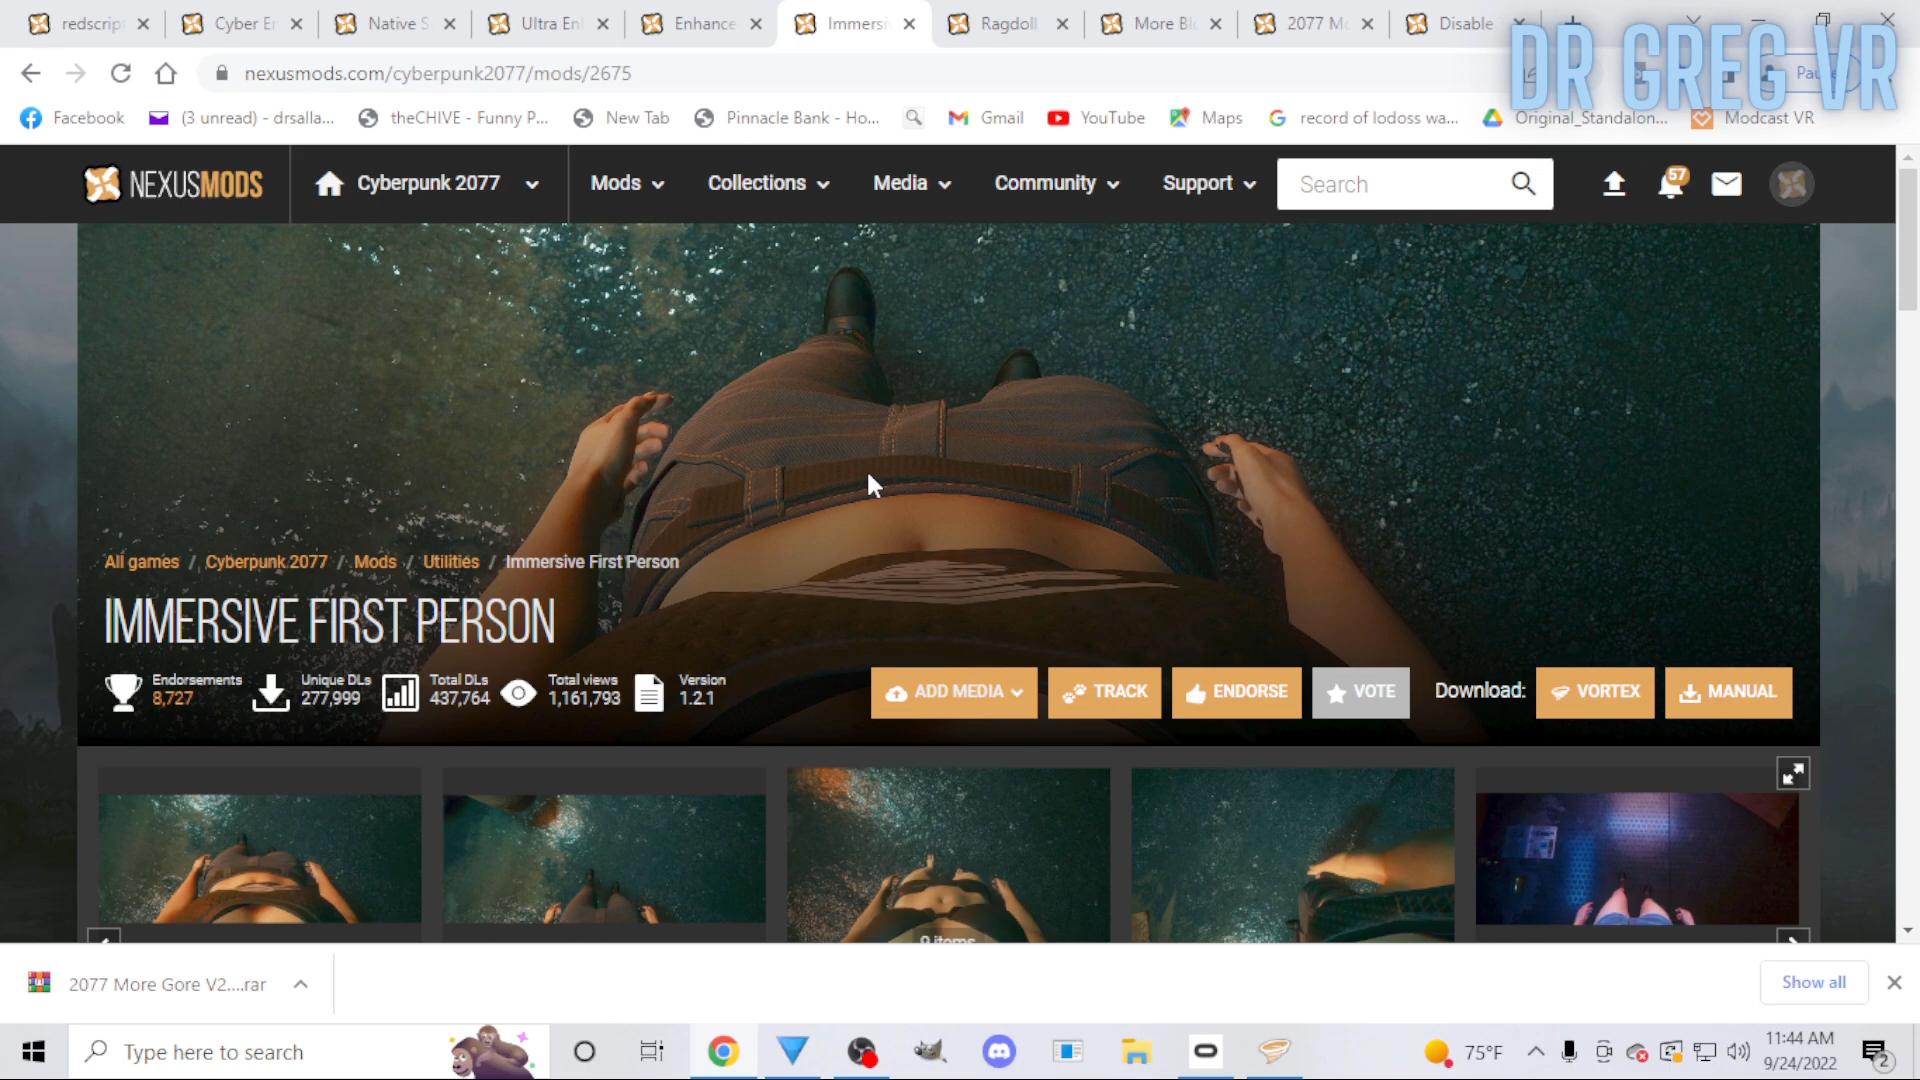 redscrip
Cyber En
Native S
Ultra En
Enhance
Immersi
Ragdoll
More Bl
2077 Mo
Disable
DR GREG VR
nexusmods.com/cyberpunk2077/mods/2675
Facebook
(3 unread) - drsalla...
theCHIVE - Funny P...
New Tab
Pinnacle Bank - Ho...
Gmail
YouTube
Maps
record of lodoss wa...
Original_Standalon...
Modcast VR
NEXUSMODS
Cyberpunk 2077
Mods
Collections
Media
Community
Support
Search
57
All games / Cyberpunk 2077 / Mods / Utilities / Immersive First Person
IMMERSIVE FIRST PERSON
Endorsements
8,727
Unique DLs
277,999
Total DLs
437,764
Total views
1,161,793
Version
1.2.1
ADD MEDIA
TRACK
ENDORSE
VOTE
Download:
VORTEX
MANUAL
9 items
2077 More Gore V2....rar
Show all
Type here to search
75°F
11:44 AM
9/24/2022
2